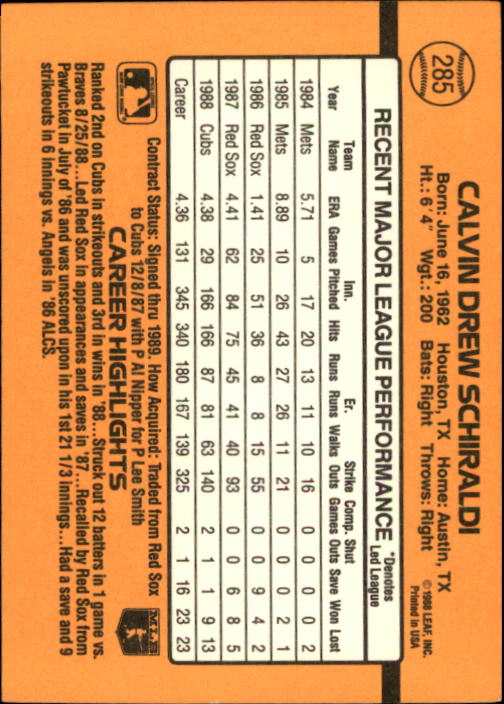 285
CALVIN DREW SCHIRALDI
Born: June 16, 1962 Houston, TX Home: Austin, TX
Ht.: 6' 4" Wgt.: 200 Bats: Right Throws: Right
© 1988 LEAF, INC.
Printed in USA
RECENT MAJOR LEAGUE PERFORMANCE
*Denotes
Led League
Team Inn. Er. Strike Comp. Shut
Year Name ERA Games Pitched Hits Runs Runs Walks Outs Games Outs Save Won Lost
1984 Mets 5.71 5 17 20 13 11 10 16 0 0 0 0 2
1985 Mets 8.89 10 26 43 27 26 11 21 0 0 0 2 1
1986 Red Sox 1.41 25 51 36 8 8 15 55 0 0 9 4 2
1987 Red Sox 4.41 62 84 75 45 41 40 93 0 0 6 8 5
1988 Cubs 4.38 29 166 166 87 81 63 140 2 1 1 9 13
Career 4.36 131 345 340 180 167 139 325 2 1 16 23 23
Contract Status: Signed thru 1989. How Acquired: Traded from Red Sox
to Cubs 12/8/87 with P Al Nipper for P Lee Smith
CAREER HIGHLIGHTS
Ranked 2nd on Cubs in strikeouts and 3rd in wins in '88...Struck out 12 batters in 1 game vs.
Braves 8/25/88...Led Red Sox in appearances and saves in '87...Recalled by Red Sox from
Pawtucket in July of '86 and was unscored upon in his 1st 21 1/3 innings...Had a save and 9
strikeouts in 6 innings vs. Angels in '86 ALCS.